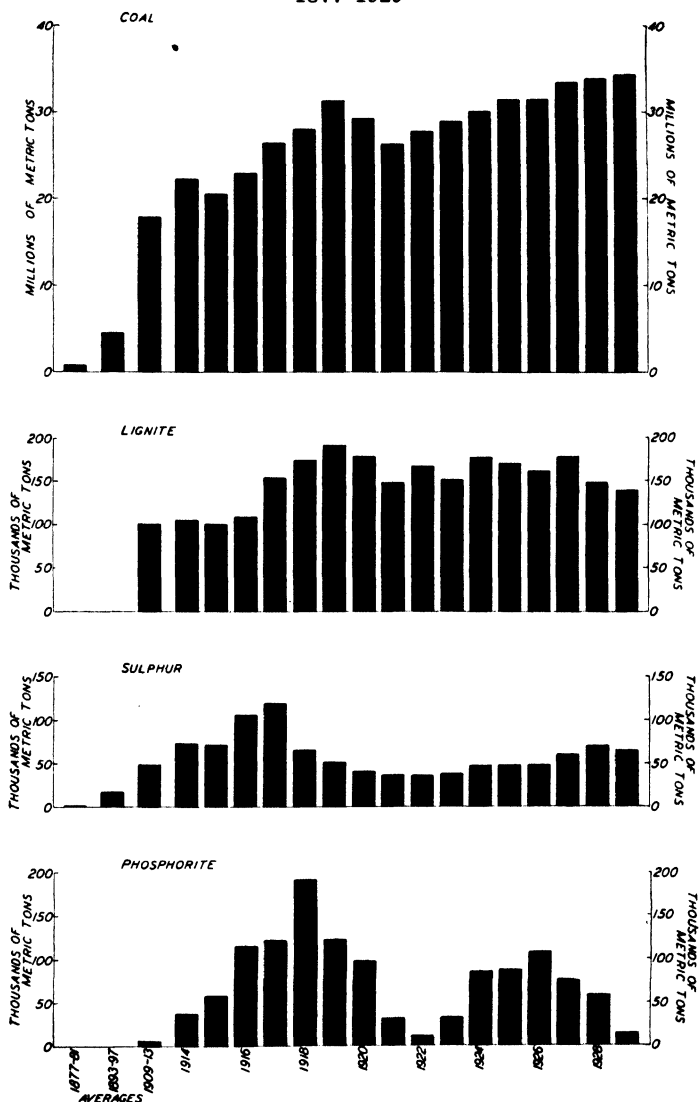 COAL
40
30
20
10
0
MILLIONS OF METRIC TONS
40
30
20
10
0
MILLIONS OF METRIC TONS
LIGNITE
200
150
100
50
0
THOUSANDS OF
METRIC TONS
200
150
100
50
0
THOUSANDS OF
METRIC TONS
SULPHUR
150
100
50
0
THOUSANDS OF
METRIC TONS
150
100
50
0
THOUSANDS OF
METRIC TONS
PHOSPHORITE
200
150
100
50
0
THOUSANDS OF
METRIC TONS
200
150
100
50
0
THOUSANDS OF
METRIC TONS
1877-81
1893-97
1909-13
1914
1916
1918
1920
1922
1924
1926
1928
AVERAGES